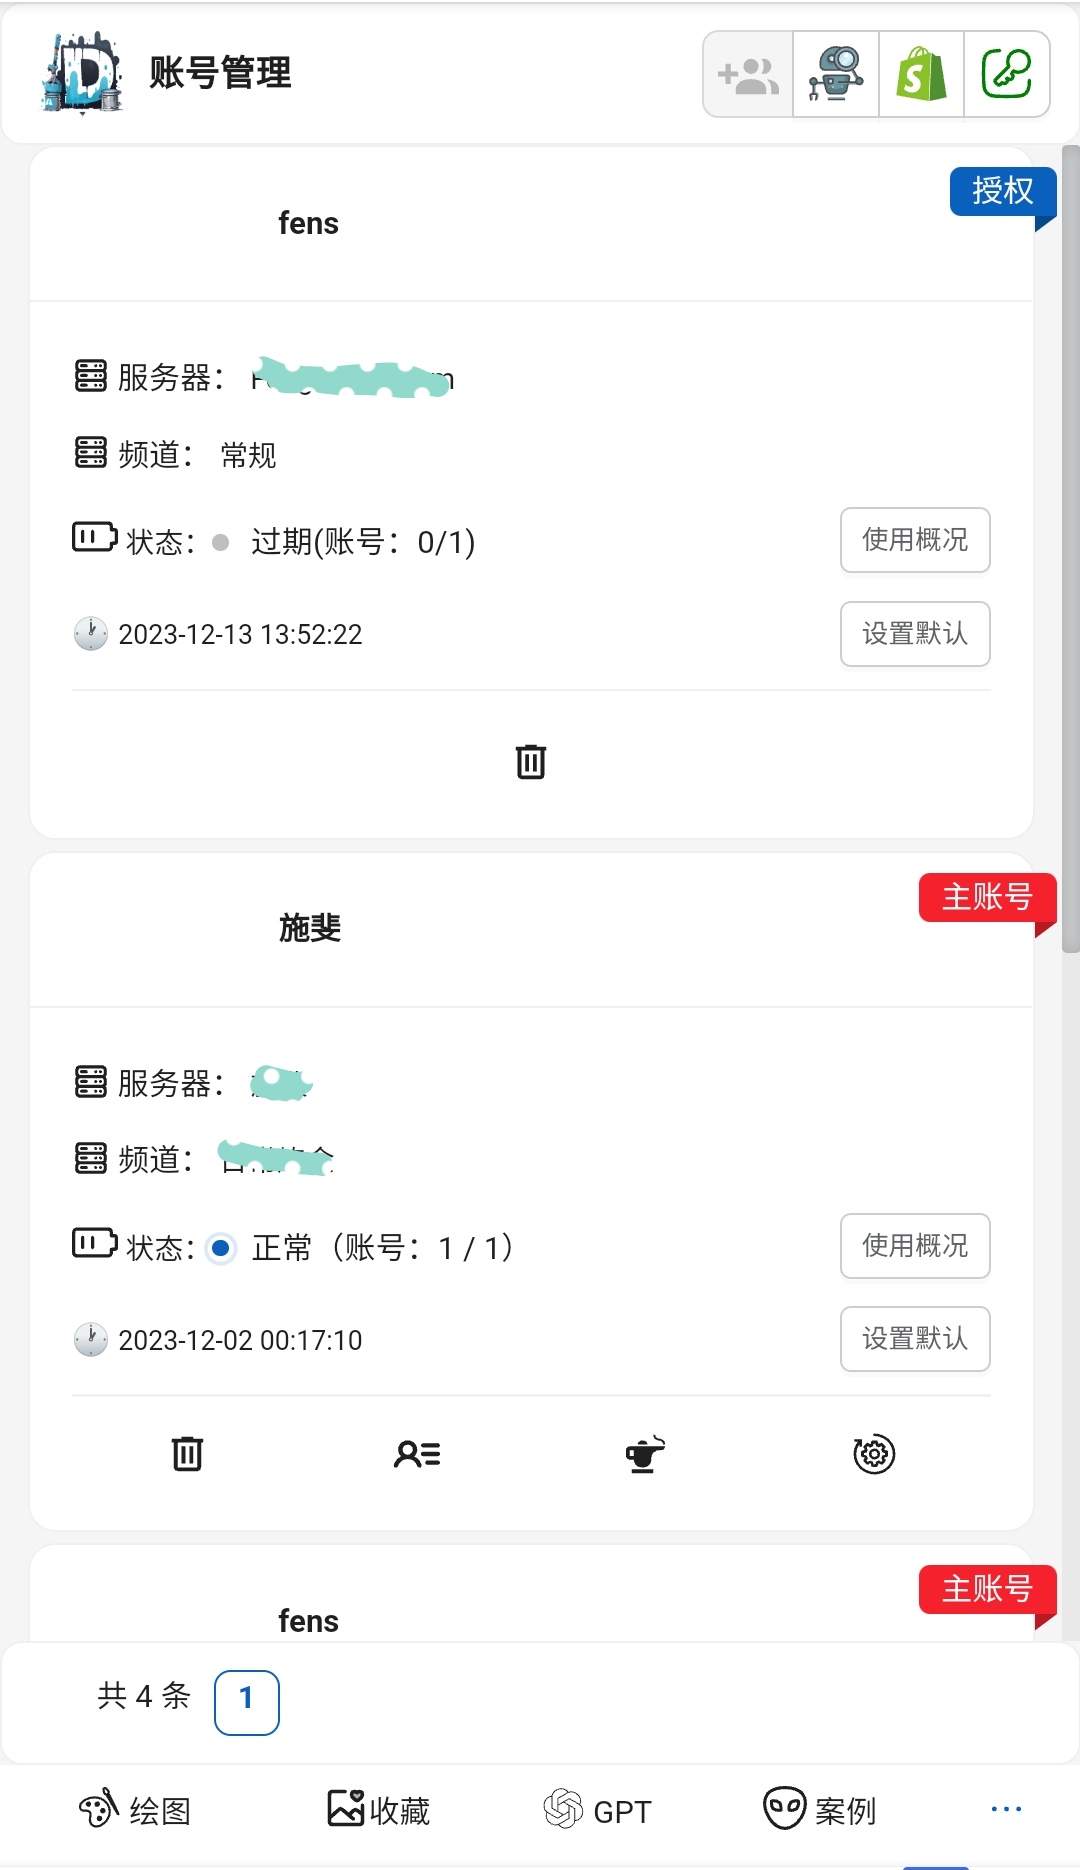 账号管理
授权
fens
服务器：
频道： 常规
状态： 过期(账号：0/1)
使用概况
2023-12-13 13:52:22
设置默认
主账号
施斐
服务器：
频道：
状态： 正常（账号：1 / 1）
使用概况
2023-12-02 00:17:10
设置默认
主账号
fens
共 4 条 1
绘图 收藏 GPT 案例 ...